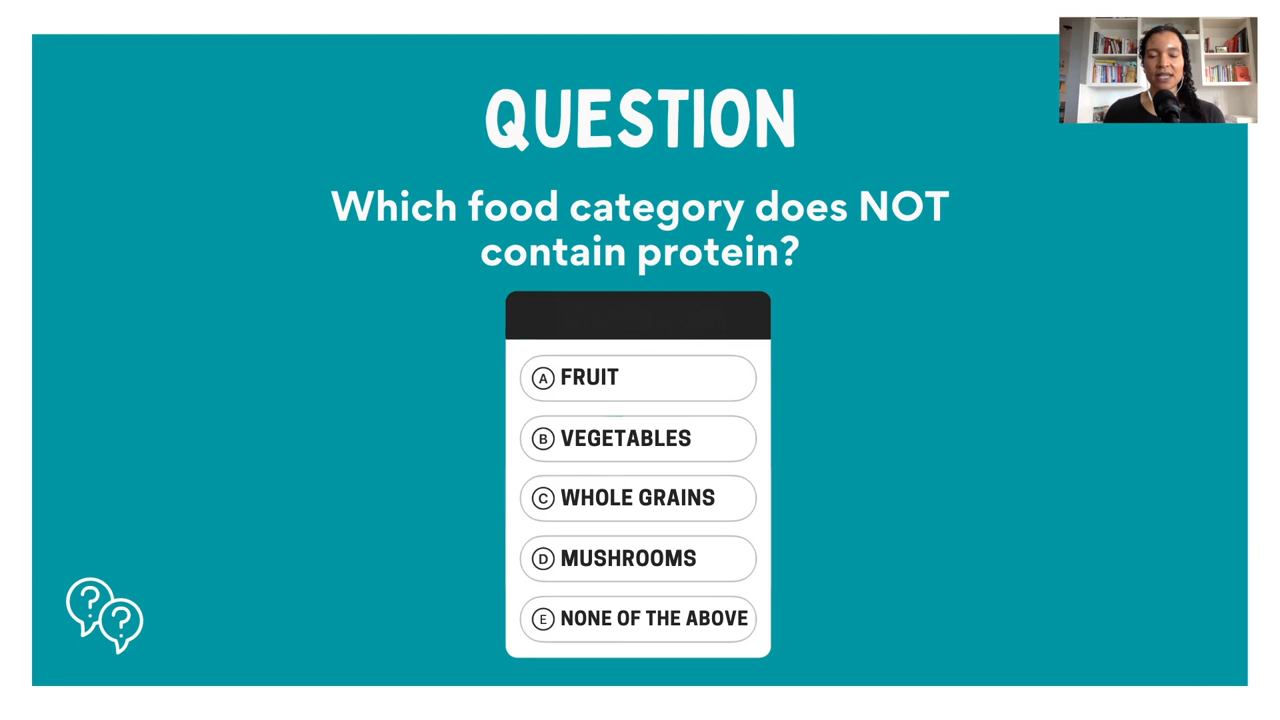 QUESTION
Which food category does NOT
contain protein?
A FRUIT
B VEGETABLES
C WHOLE GRAINS
D MUSHROOMS
E NONE OF THE ABOVE
? ?